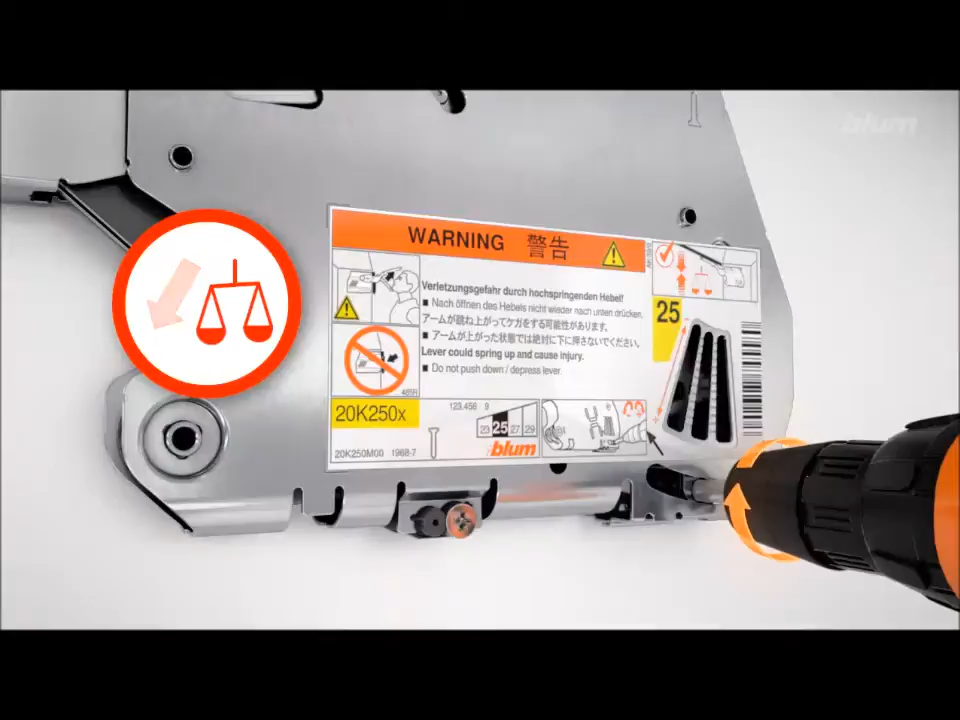 blum
WARNING 警告
25
Verletzungsgefahr durch hochspringenden Hebel!
■ Nach öffnen des Hebels nicht wieder nach unten drücken.
アームが跳ね上がってケガをする可能性があります。
■ アームが上がった状態では絶対に下に押さないでください。
Lever could spring up and cause injury.
■ Do not push down / depress lever.
20K250x
123.456 9
23 25 27 29
20K250M00 1968-7
blum